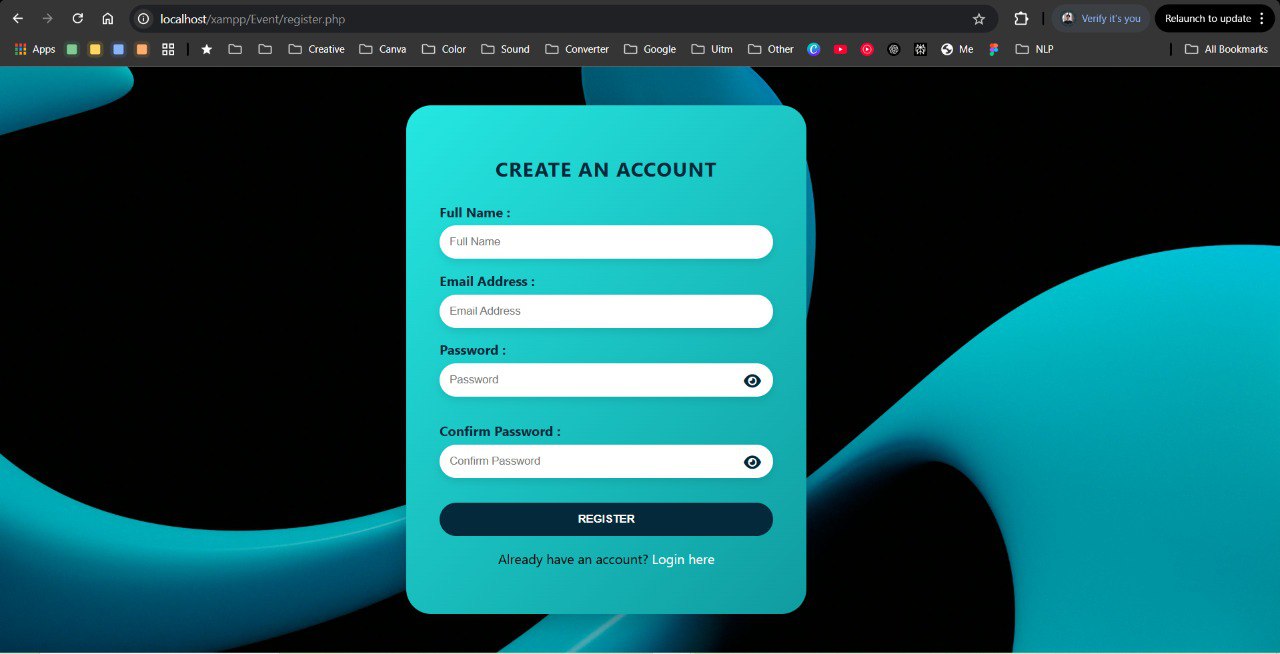 localhost/xampp/Event/register.php
Verify it's you
Relaunch to update
Apps
Creative
Canva
Color
Sound
Converter
Google
Uitm
Other
Me
NLP
All Bookmarks
CREATE AN ACCOUNT
Full Name :
Full Name
Email Address :
Email Address
Password :
Password
Confirm Password :
Confirm Password
REGISTER
Already have an account? Login here